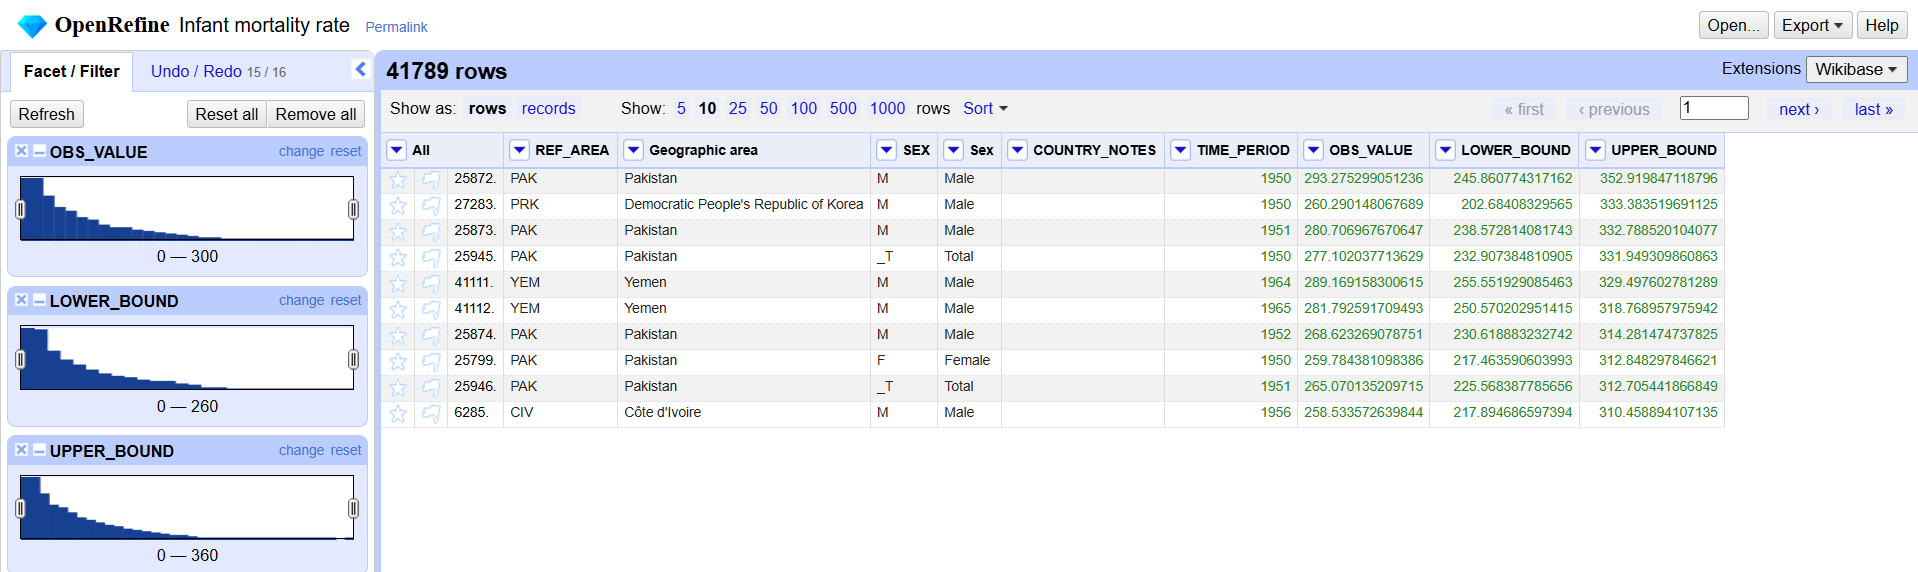 OpenRefine Infant mortality rate Permalink Open... Export Help
Facet / Filter Undo / Redo 15 / 16
Refresh Reset all Remove all
OBS_VALUE change reset
0 — 300
LOWER_BOUND change reset
0 — 260
UPPER_BOUND change reset
0 — 360
41789 rows Extensions Wikibase
Show as: rows records Show: 5 10 25 50 100 500 1000 rows Sort « first ‹ previous 1 next › last »
All REF_AREA Geographic area SEX Sex COUNTRY_NOTES TIME_PERIOD OBS_VALUE LOWER_BOUND UPPER_BOUND
25872. PAK Pakistan M Male 1950 293.275299051236 245.860774317162 352.919847118796
27283. PRK Democratic People's Republic of Korea M Male 1950 260.290148067689 202.68408329565 333.383519691125
25873. PAK Pakistan M Male 1951 280.706967670647 238.572814081743 332.788520104077
25945. PAK Pakistan _T Total 1950 277.102037713629 232.907384810905 331.949309860863
41111. YEM Yemen M Male 1964 289.169158300615 255.551929085463 329.497602781289
41112. YEM Yemen M Male 1965 281.792591709493 250.570202951415 318.768957975942
25874. PAK Pakistan M Male 1952 268.623269078751 230.618883232742 314.281474737825
25799. PAK Pakistan F Female 1950 259.784381098386 217.463590603993 312.848297846621
25946. PAK Pakistan _T Total 1951 265.070135209715 225.568387785656 312.705441866849
6285. CIV Côte d'Ivoire M Male 1956 258.533572639844 217.894686597394 310.458894107135